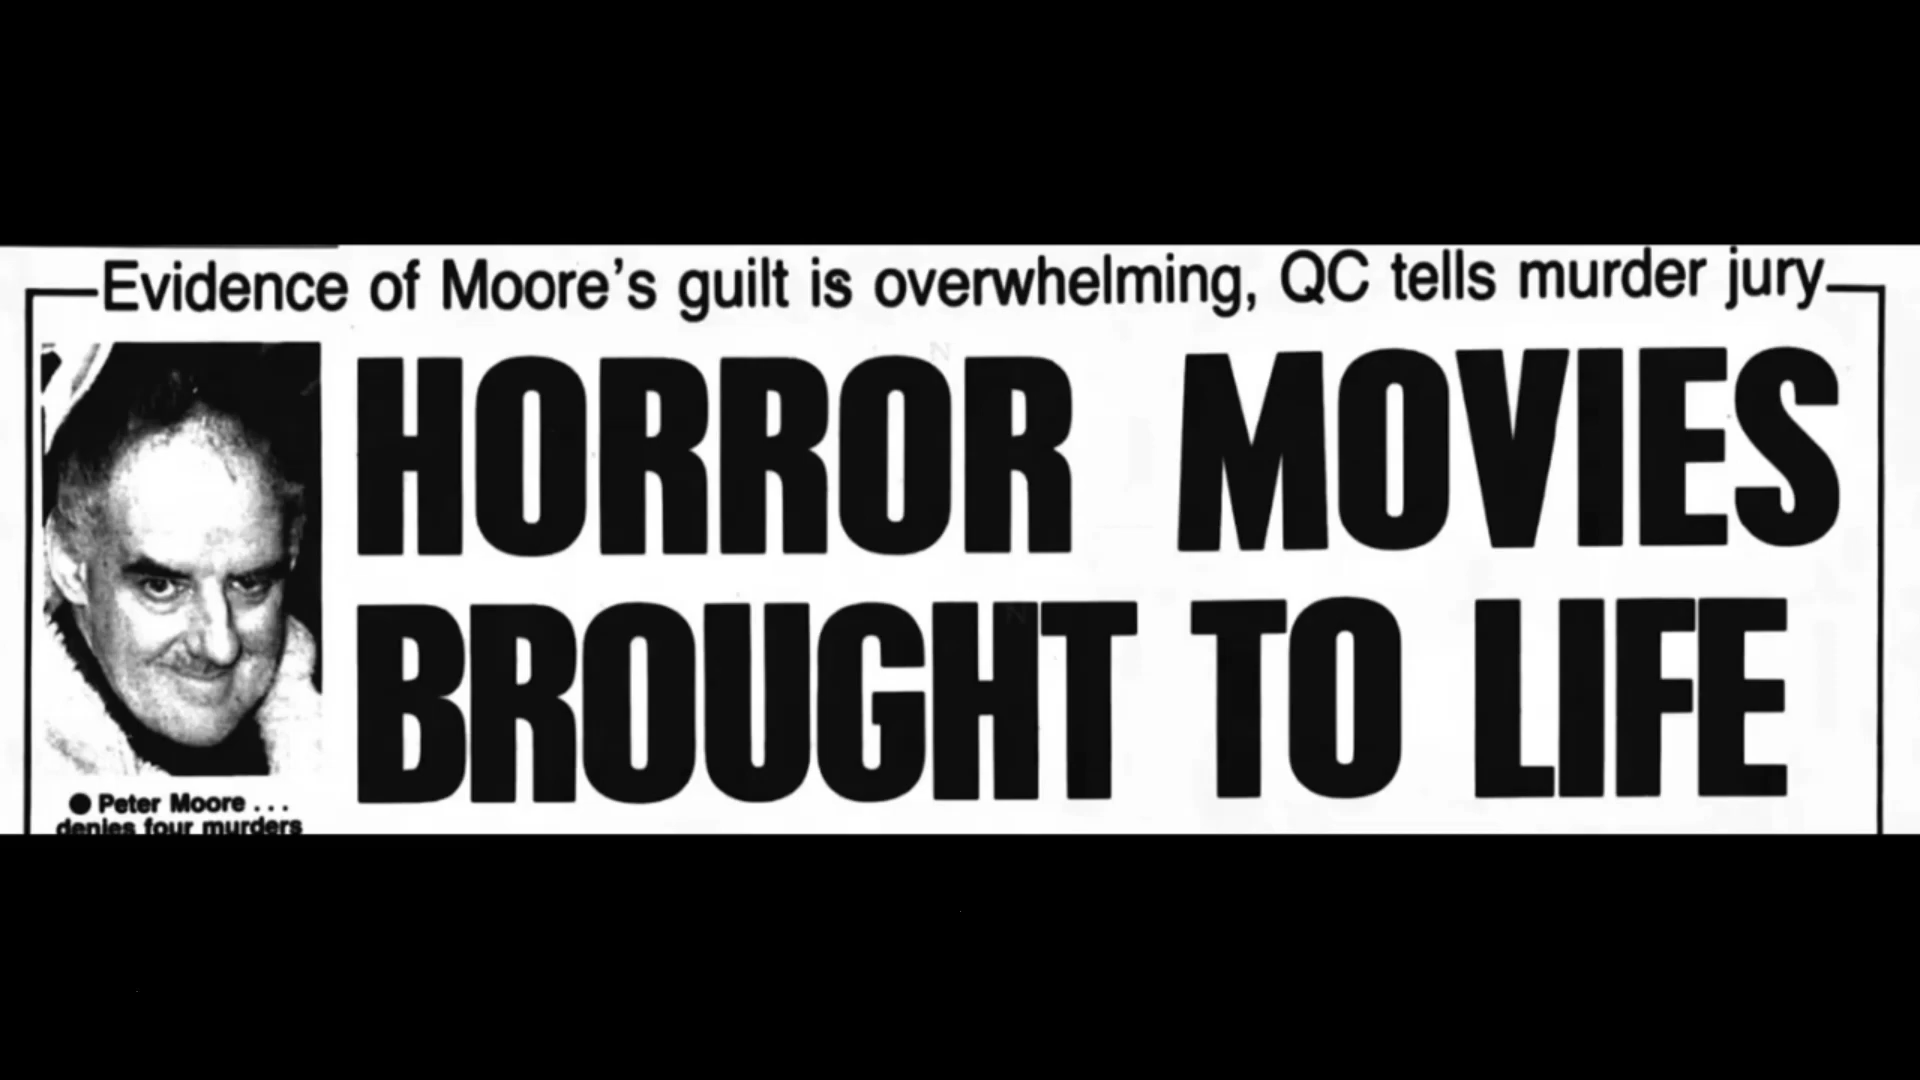 Evidence of Moore's guilt is overwhelming, QC tells murder jury
HORROR MOVIES
BROUGHT TO LIFE
● Peter Moore . . .
denies four murders